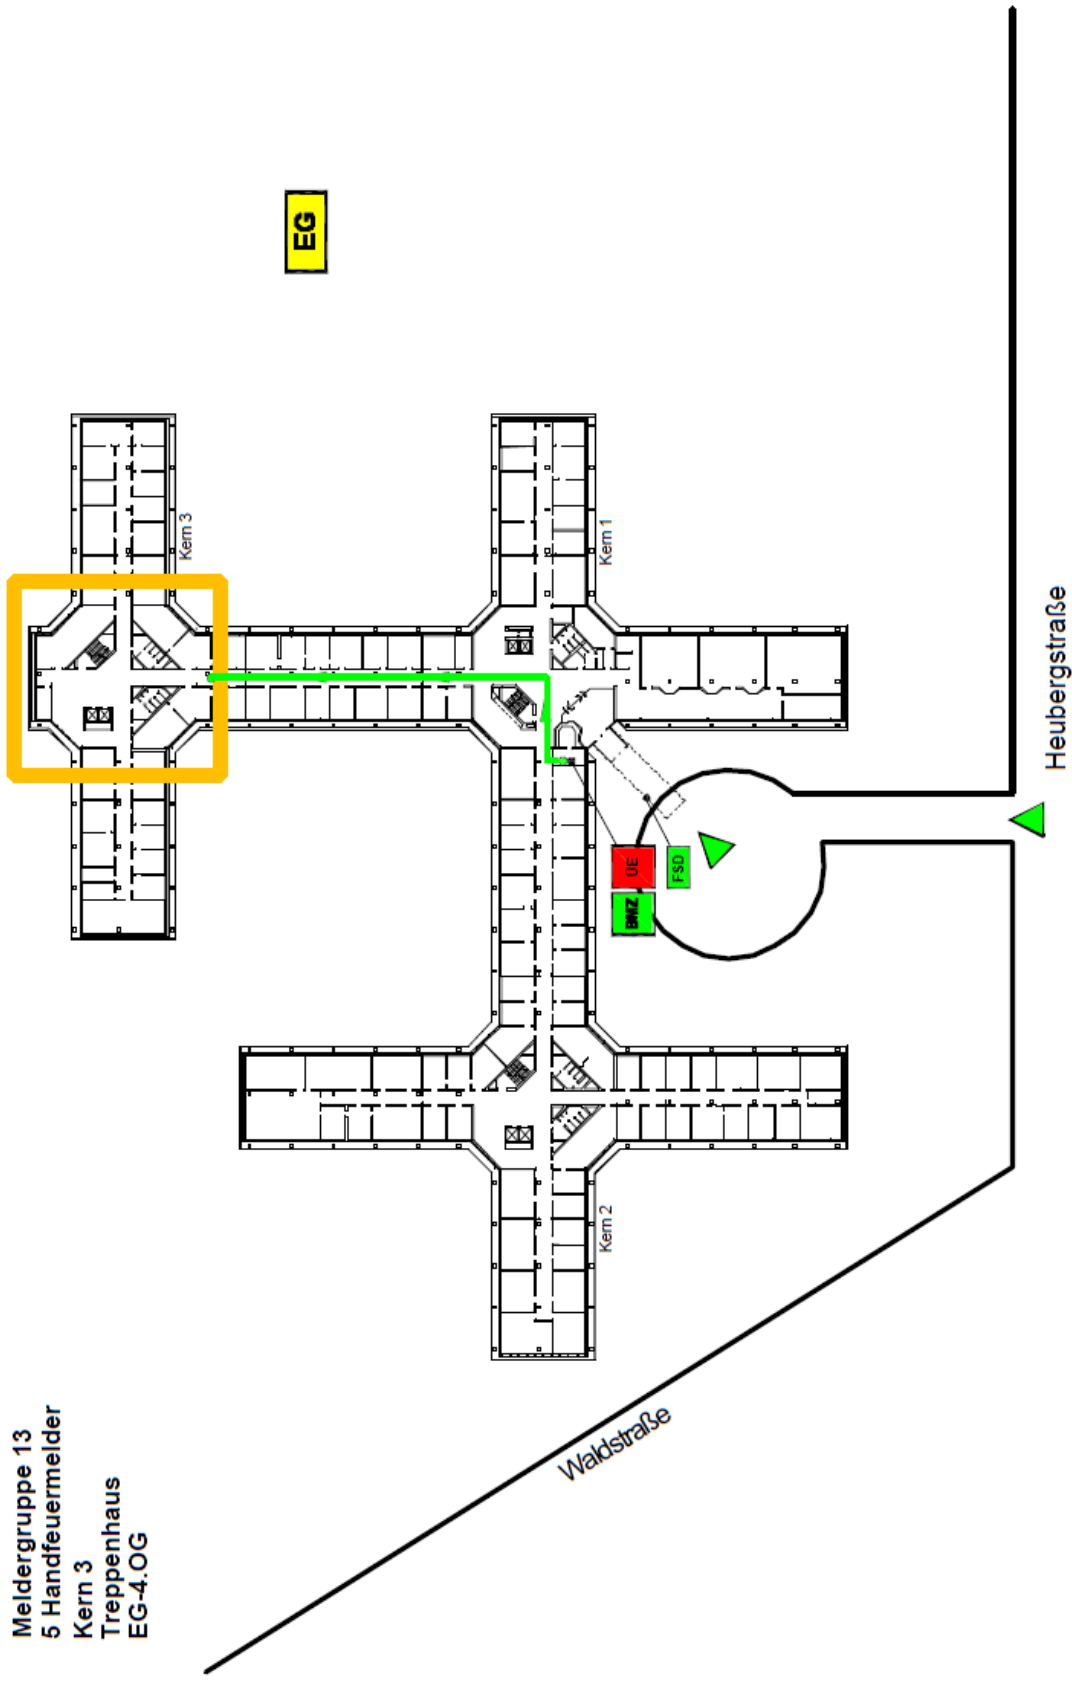 Meldergruppe 13
5 Handfeuermelder
Kern 3
Treppenhaus
EG-4.OG
EG
Kern 3
Kern 1
Kern 2
ÜE
BMZ
FSD
Waldstraße
Heubergstraße